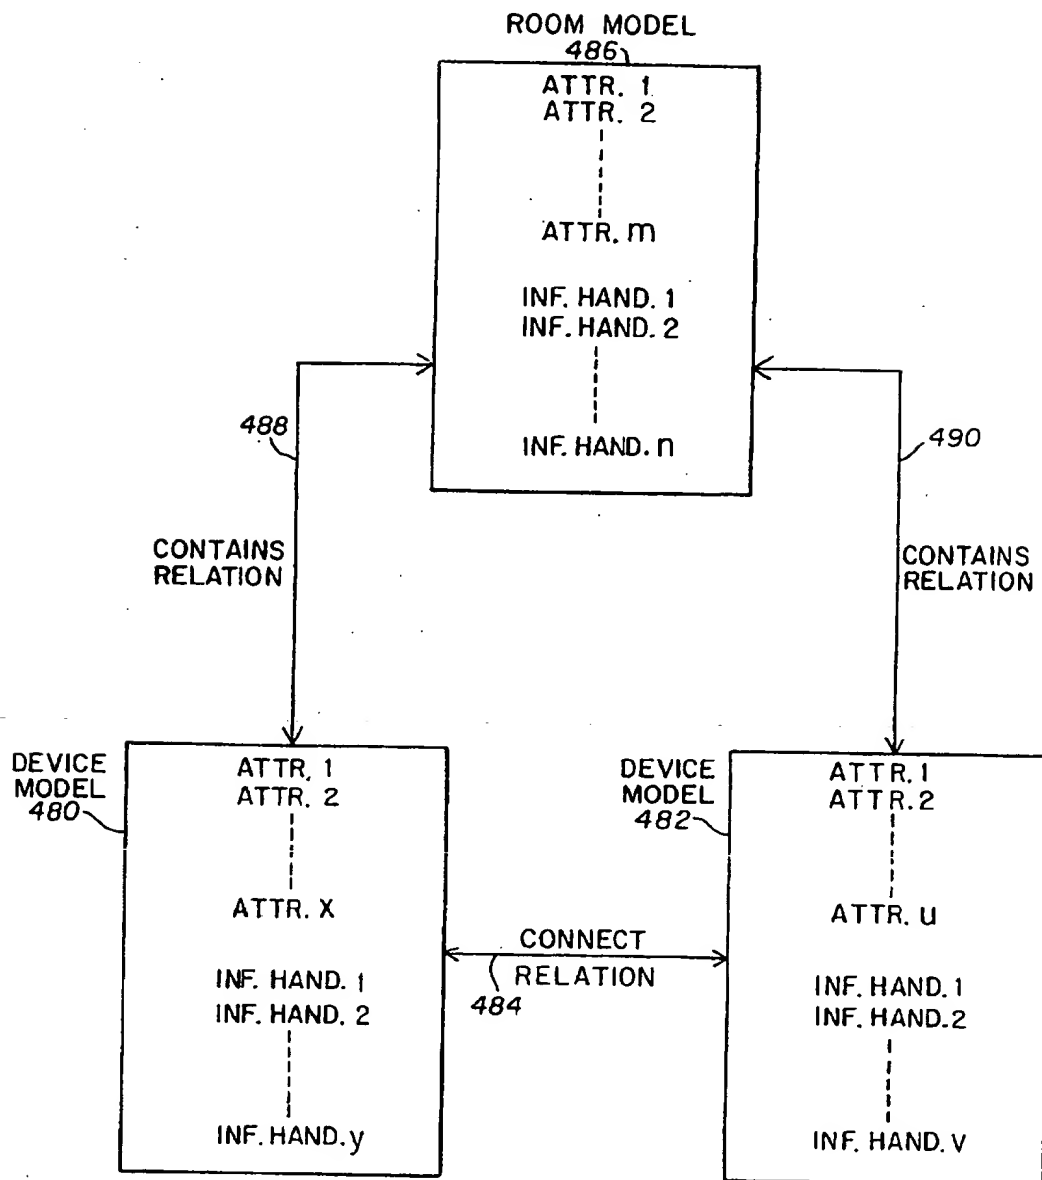 ROOM MODEL
486
ATTR. 1
ATTR. 2
ATTR. m
INF. HAND. 1
INF. HAND. 2
INF. HAND. n
488
490
CONTAINS
RELATION
CONTAINS
RELATION
DEVICE
MODEL
480
ATTR. 1
ATTR. 2
ATTR. X
INF. HAND. 1
INF. HAND. 2
INF. HAND. y
CONNECT
RELATION
484
DEVICE
MODEL
482
ATTR. 1
ATTR. 2
ATTR. u
INF. HAND. 1
INF. HAND. 2
INF. HAND. v